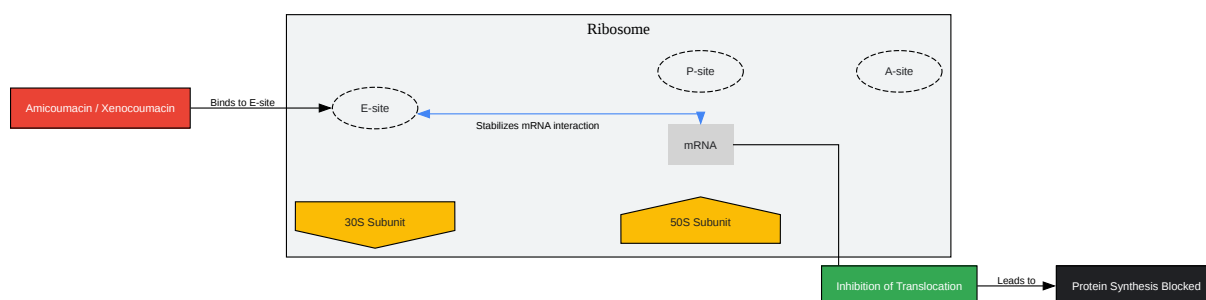 Ribosome
P-site
A-site
Amicoumacin / Xenocoumacin
Binds to E-site
E-site
Stabilizes mRNA interaction
mRNA
30S Subunit
50S Subunit
Inhibition of Translocation
Leads to
Protein Synthesis Blocked